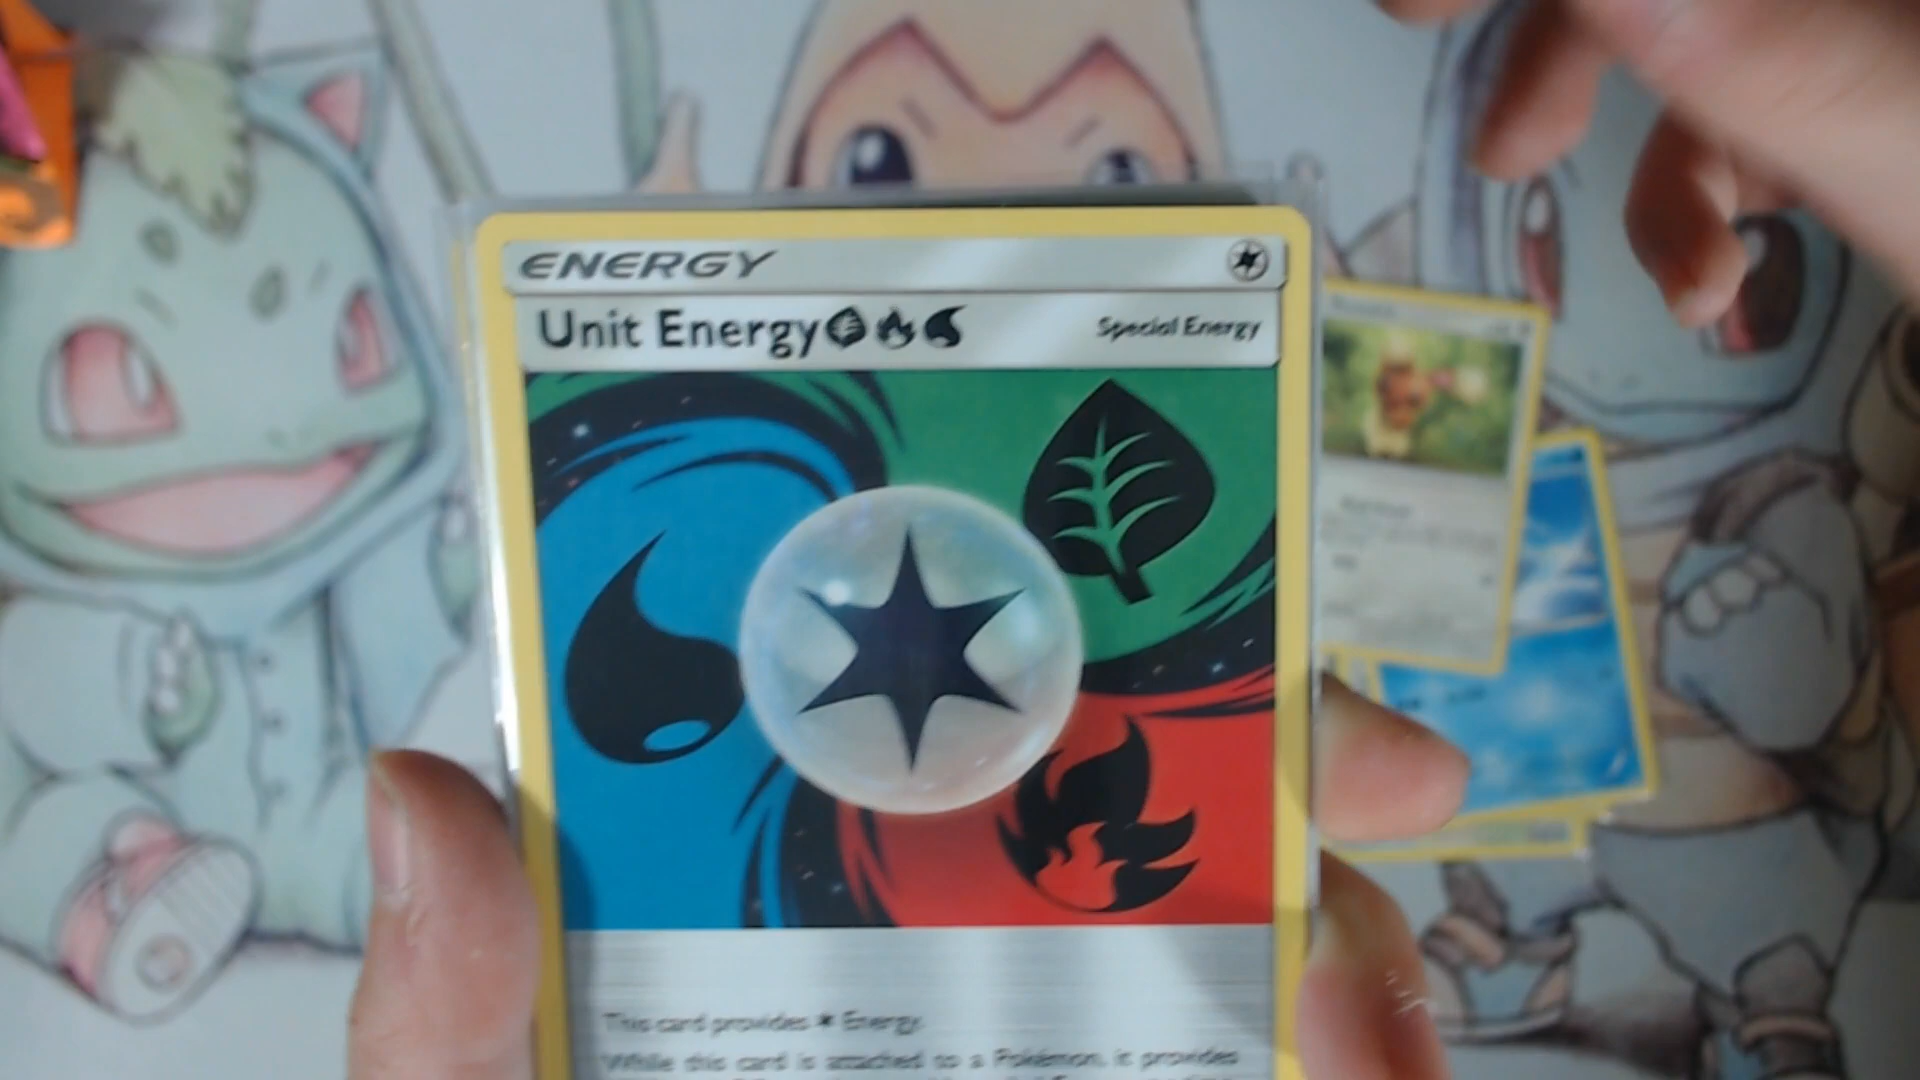 ENERGY
Unit Energy
Special Energy
This card provides Energy.
While this card is attached to a Pokémon, it provides